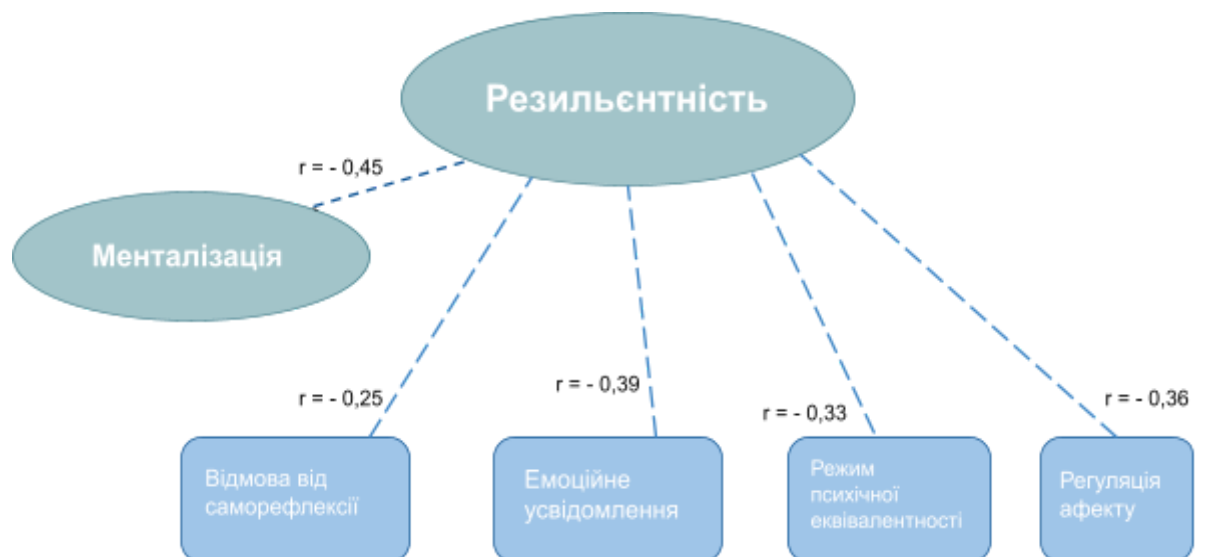 Резильєнтність
r = - 0,45
Менталізація
r = - 0,25
r = - 0,39
r = - 0,33
r = - 0,36
Відмова від
саморефлексії
Емоційне
усвідомлення
Режим
психічної
еквівалентності
Регуляція
афекту